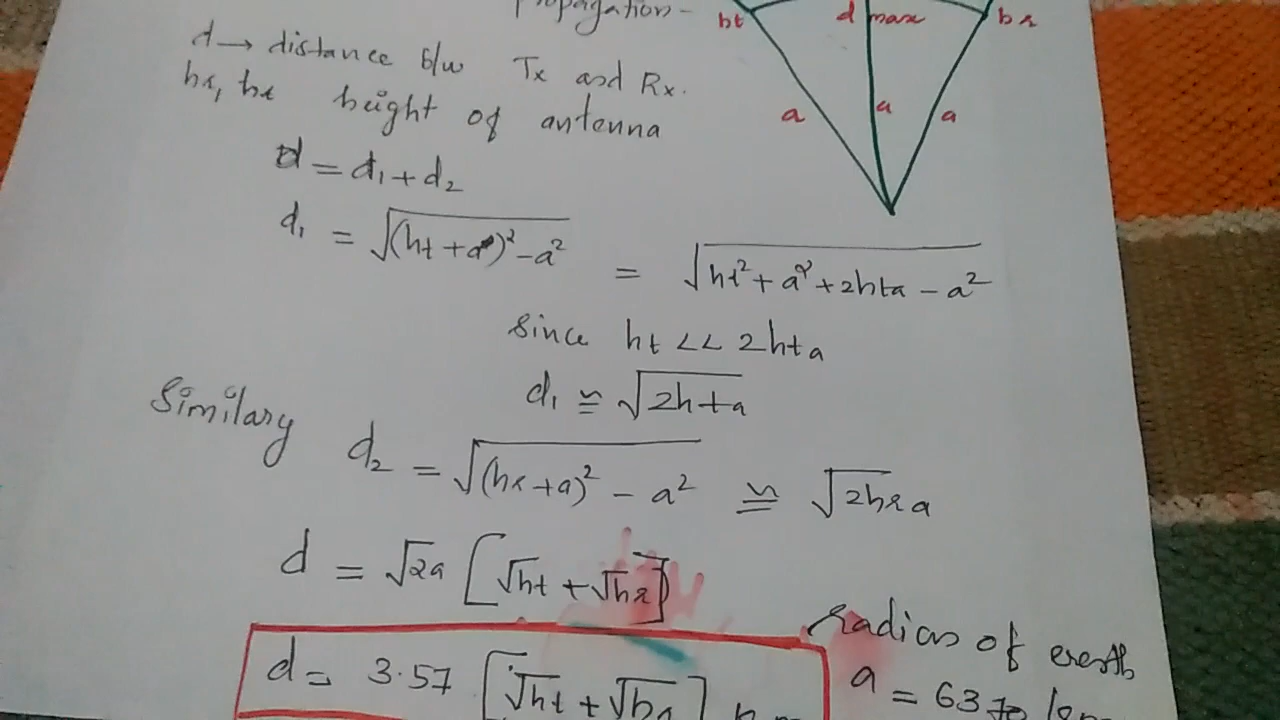 Propagation -
ht d max hr
d → distance b/w Tx and Rx.
hr, ht height of antenna
a a a
d = d₁ + d₂
d₁ = √(ht + a)² - a² = √ht² + a² + 2hta - a²
since ht << 2hta
d₁ ≅ √2hta
Similary d₂ = √(hr + a)² - a² ≅ √2hra
d = √2a [√ht + √hr]
radius of
d = 3.57 [√ht + √hr]
a = 6370 km